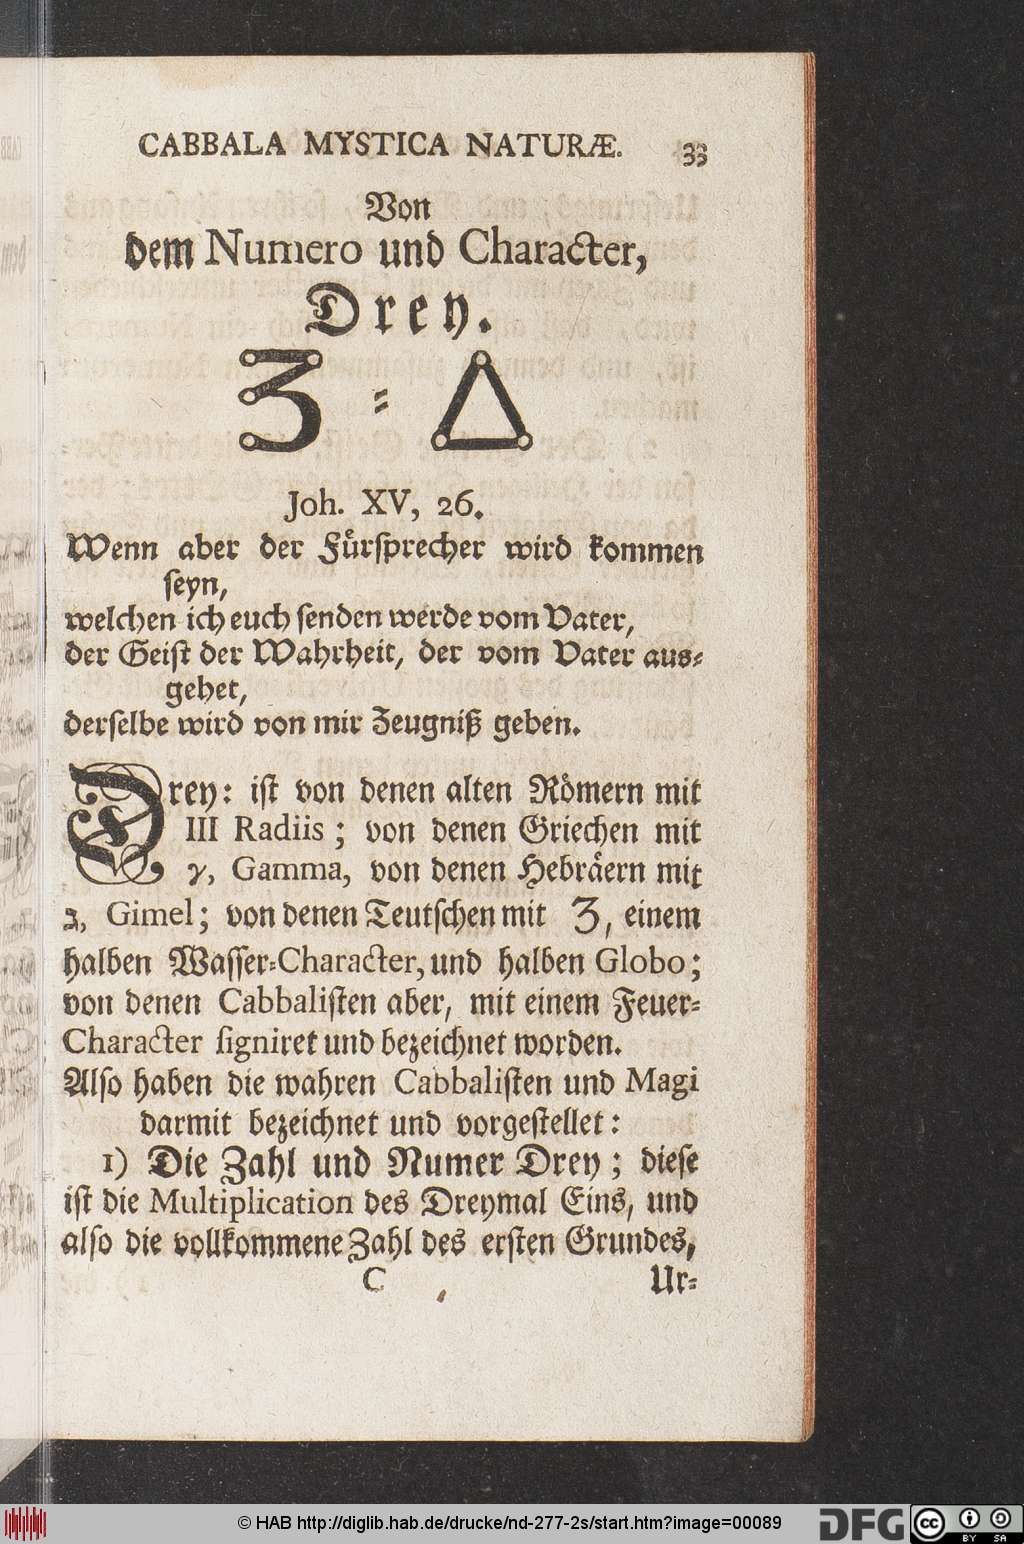 CABBALA MYSTICA NATURÆ. 33
Von
dem Numero und Character,
Drey.
3 = △
Joh. XV, 26.
Wenn aber der Fürsprecher wird kommen
seyn,
welchen ich euch senden werde vom Vater,
der Geist der Wahrheit, der vom Vater aus=
gehet,
derselbe wird von mir Zeugniß geben.
Drey: ist von denen alten Römern mit
III Radiis; von denen Griechen mit
γ, Gamma, von denen Hebräern mit
ג, Gimel; von denen Teutschen mit 3, einem
halben Wasser=Character, und halben Globo;
von denen Cabbalisten aber, mit einem Feuer=
Character signiret und bezeichnet worden.
Also haben die wahren Cabbalisten und Magi
darmit bezeichnet und vorgestellet:
1) Die Zahl und Numer Drey; diese
ist die Multiplication des Dreymal Eins, und
also die vollkommene Zahl des ersten Grundes,
C Ur=
© HAB http://diglib.hab.de/drucke/nd-277-2s/start.htm?image=00089
DFG cc BY SA